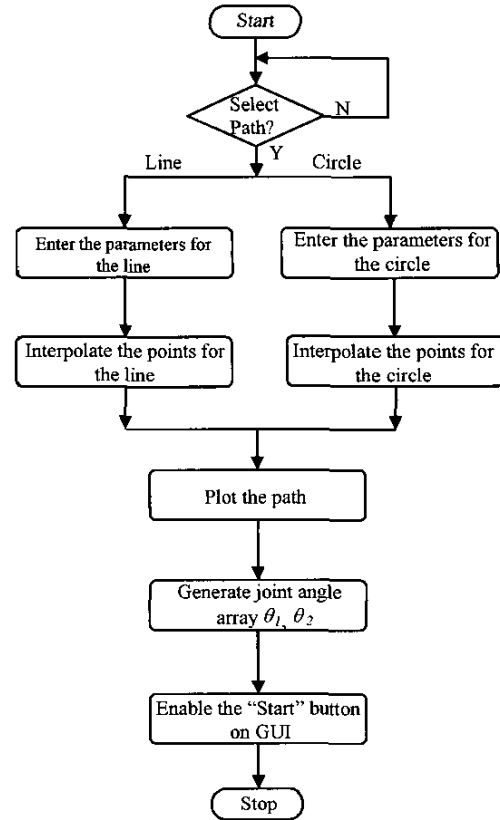 Start
Select
Path?
N
Y
Line
Circle
Enter the parameters for
the line
Enter the parameters for
the circle
Interpolate the points for
the line
Interpolate the points for
the circle
Plot the path
Generate joint angle
array θ1, θ2
Enable the “Start” button
on GUI
Stop